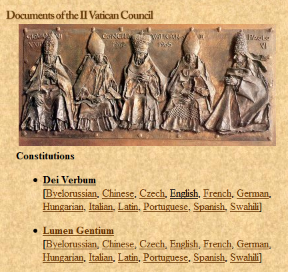 Documents of the II Vatican Council
Constitutions
Dei Verbum
[Byelorussian, Chinese, Czech, English, French, German,
Hungarian, Italian, Latin, Portuguese, Spanish, Swahili]
Lumen Gentium
[Byelorussian, Chinese, Czech, English, French, German,
Hungarian, Italian, Latin, Portuguese, Spanish, Swahili]